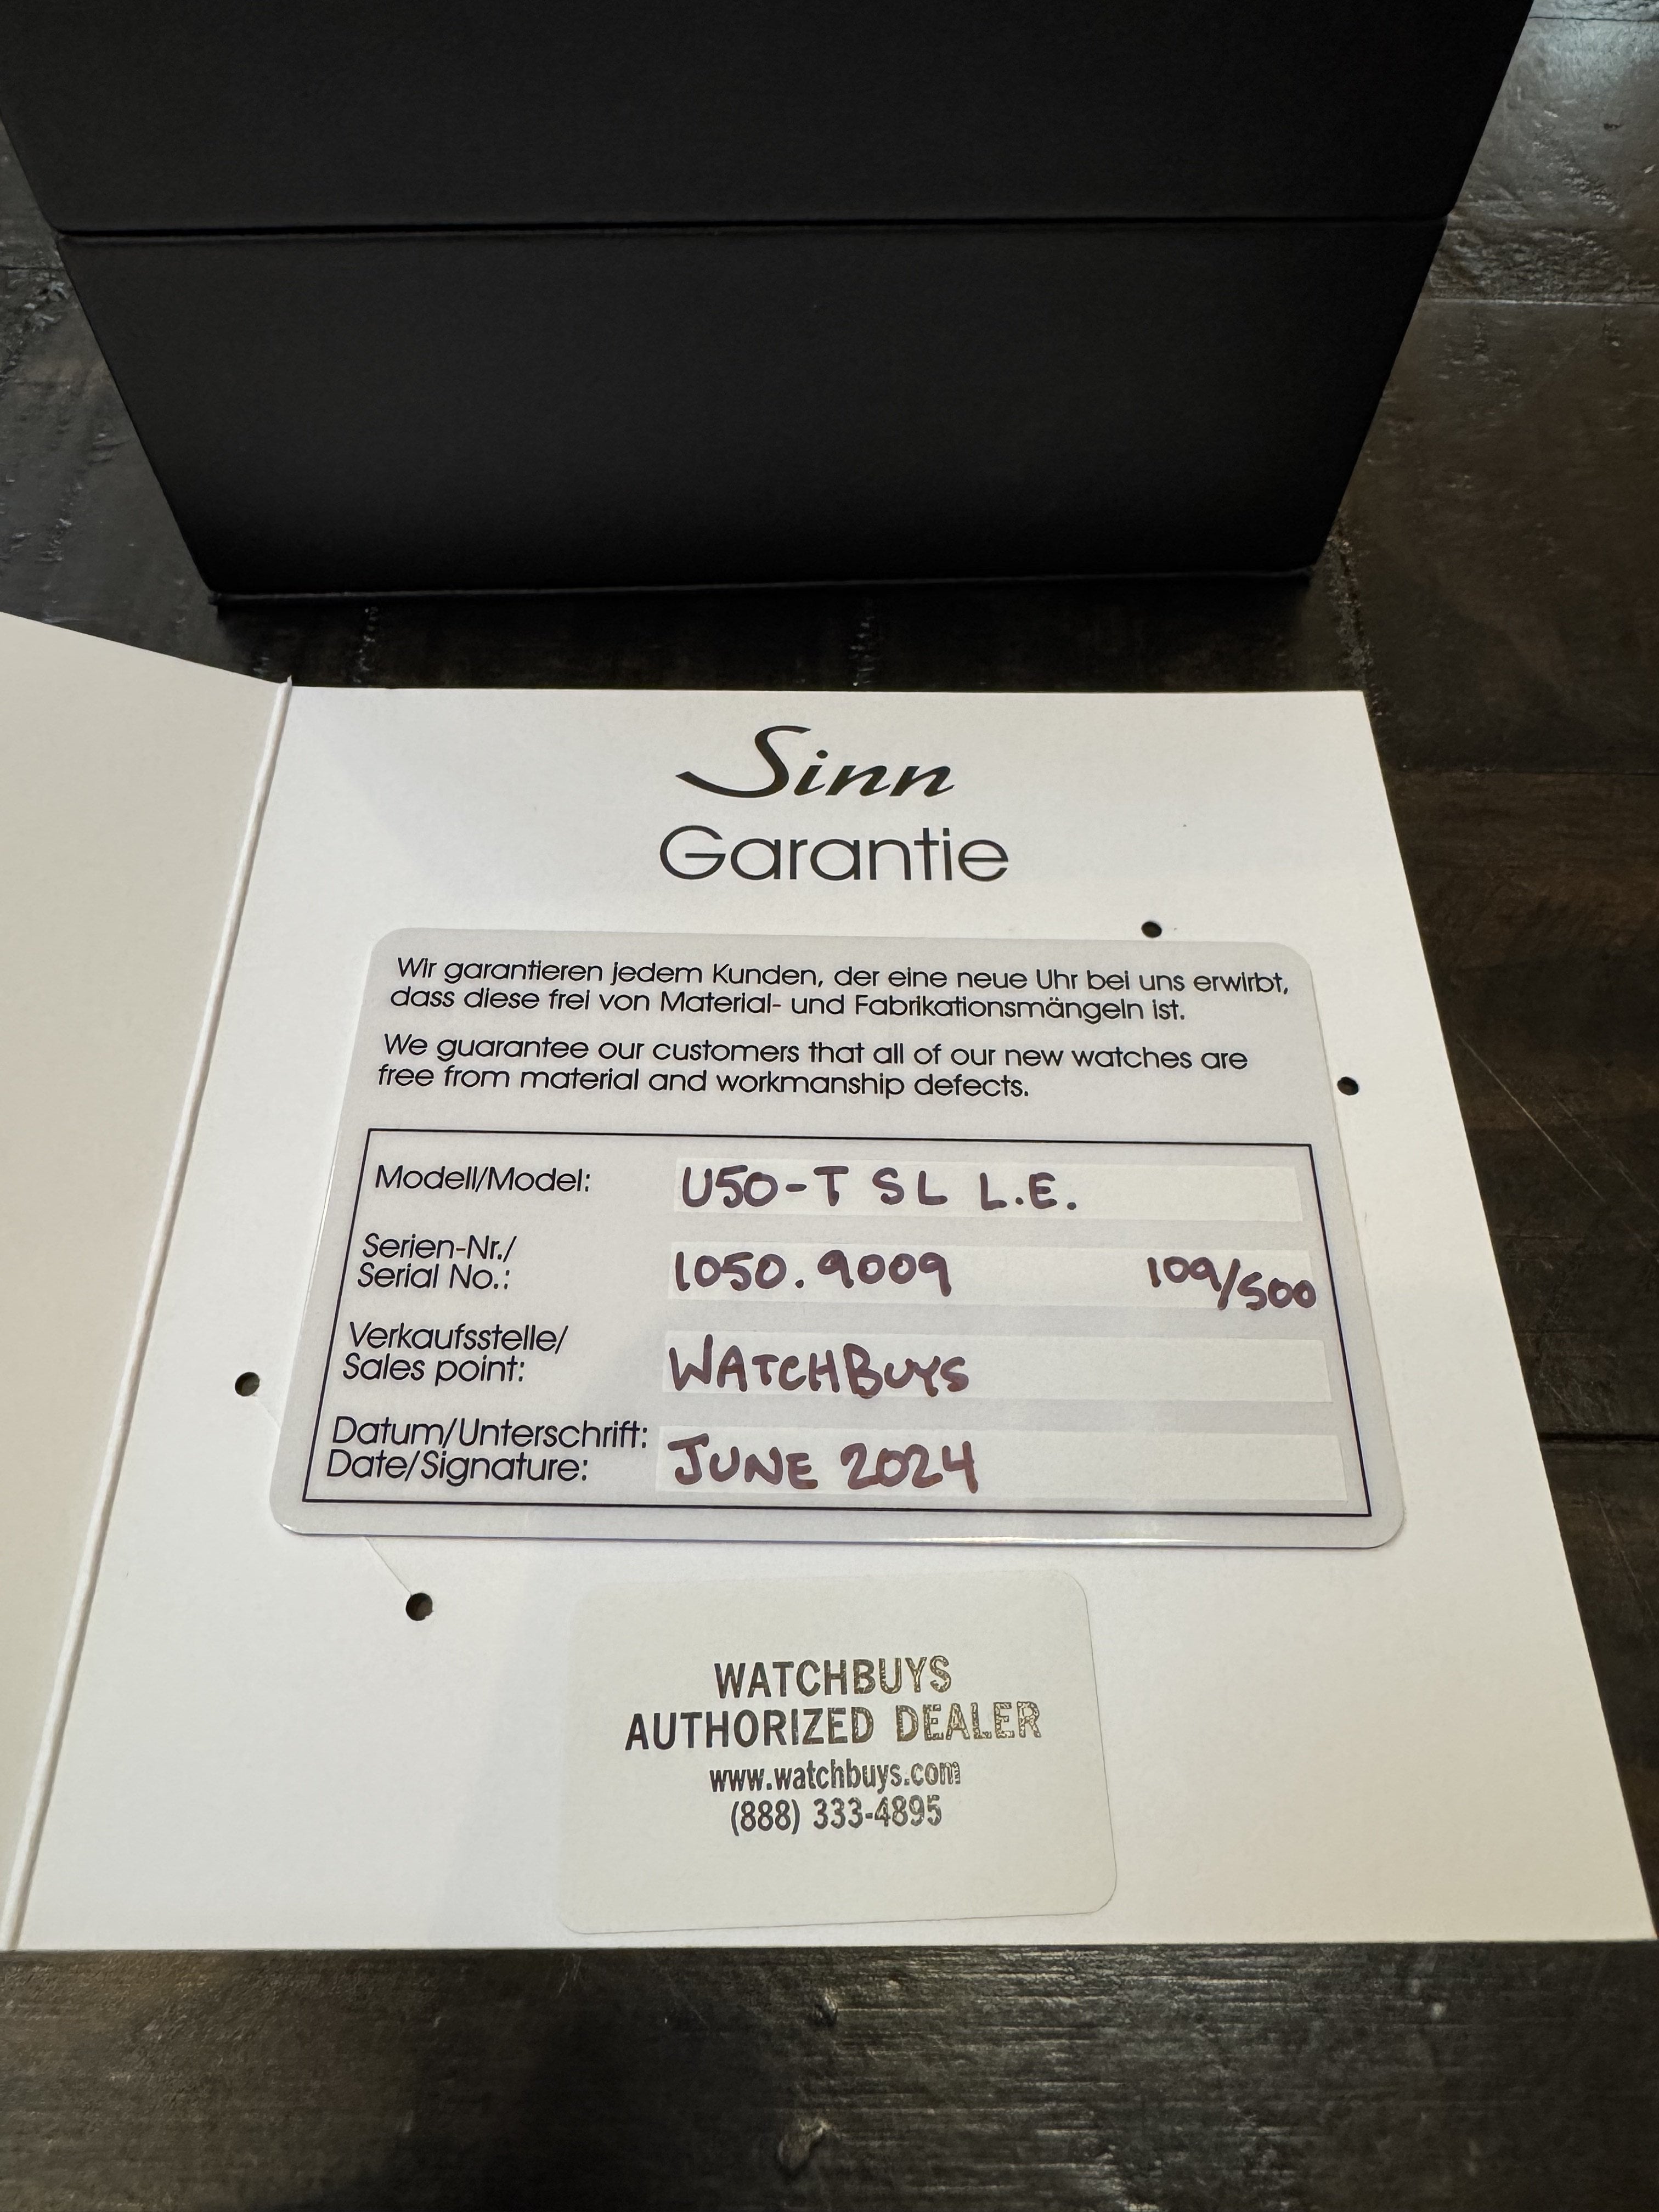 Sinn
Garantie
Wir garantieren jedem Kunden, der eine neue Uhr bei uns erwirbt,
dass diese frei von Material- und Fabrikationsmängeln ist.
We guarantee our customers that all of our new watches are
free from material and workmanship defects.
Modell/Model: U50-T SL L.E.
Serien-Nr./
Serial No.: 1050.9009 109/500
Verkaufsstelle/
Sales point: WATCHBUYS
Datum/Unterschrift:
Date/Signature: JUNE 2024
WATCHBUYS
AUTHORIZED DEALER
www.watchbuys.com
(888) 333-4895